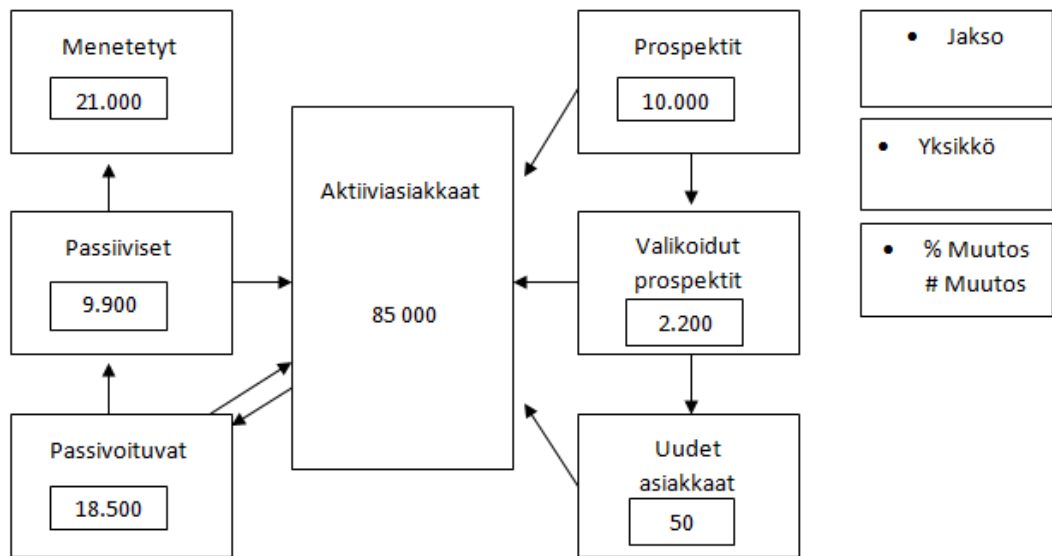 Menetetyt
21.000
Passiiviset
9.900
Passivoituvat
18.500
Aktiiviasiakkaat
85 000
Prospektit
10.000
Valikoidut
prospektit
2.200
Uudet
asiakkaat
50
• Jakso
• Yksikkö
• % Muutos
# Muutos